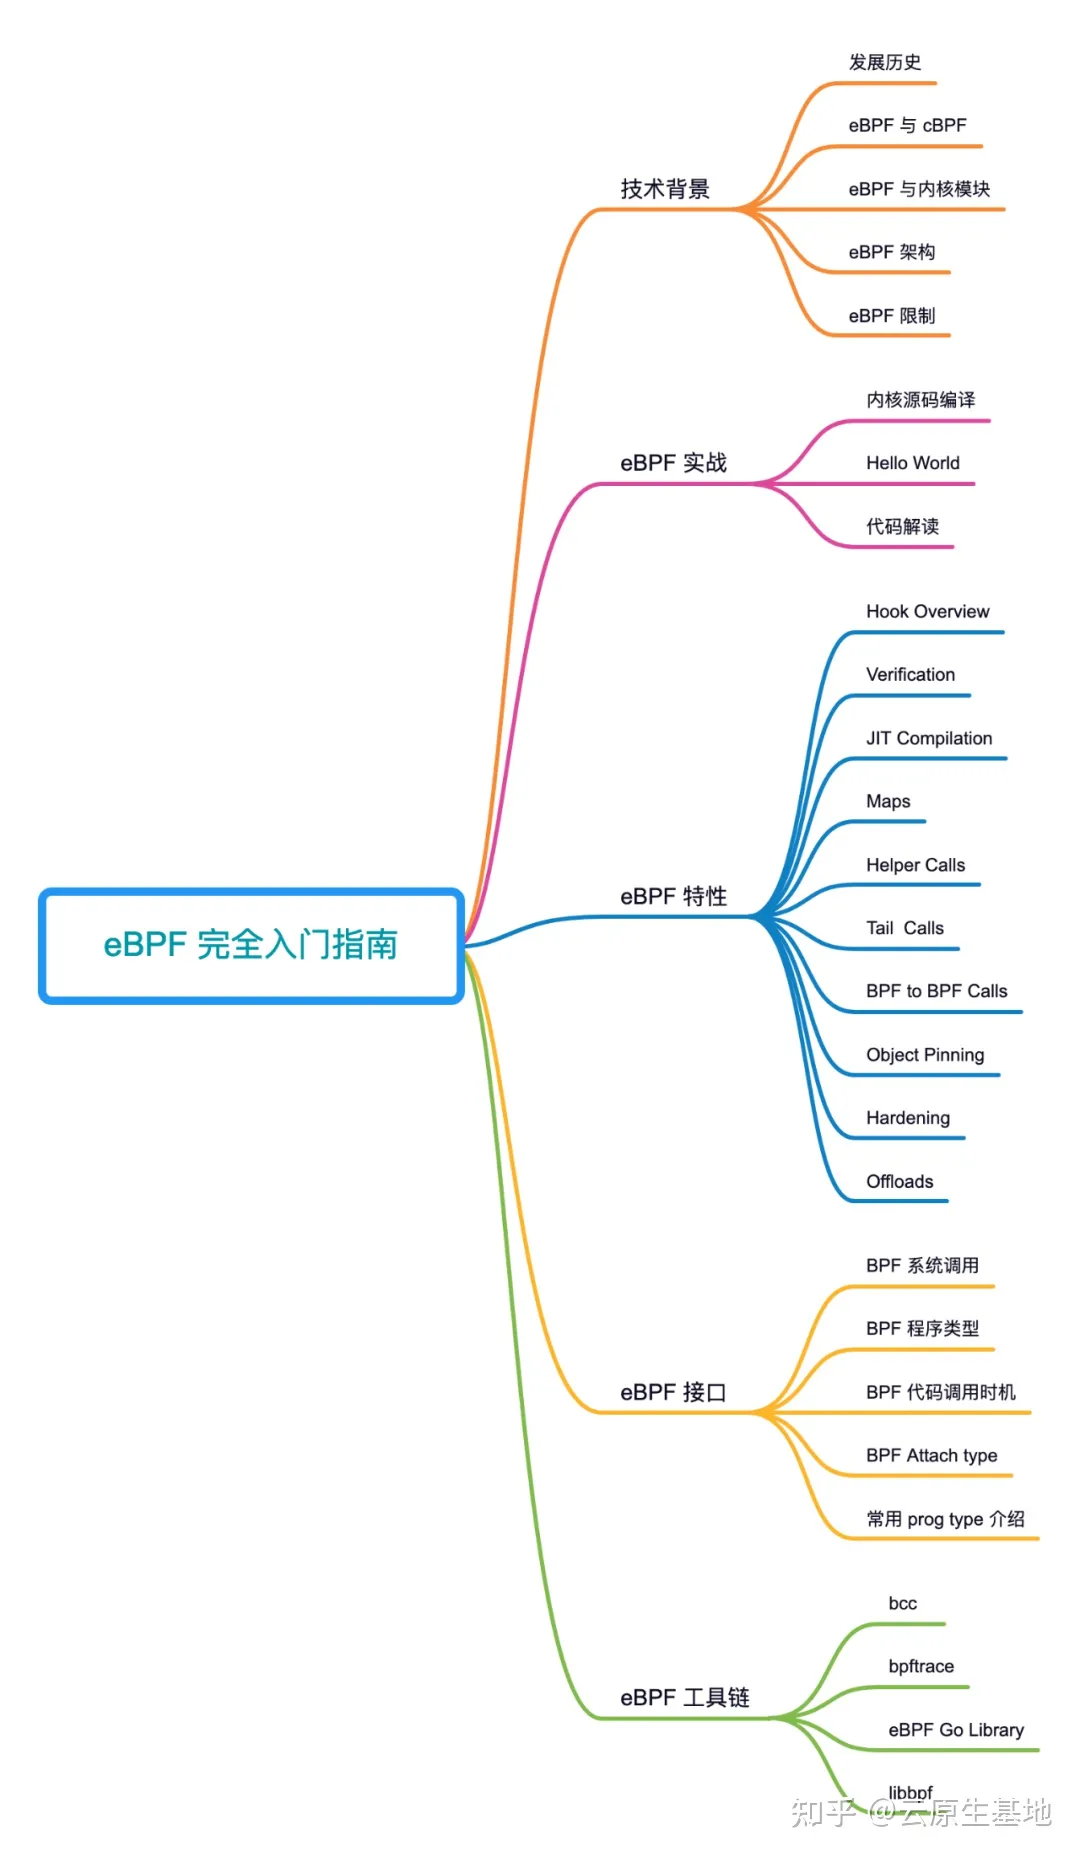 发展历史
eBPF 与 cBPF
技术背景
eBPF 与内核模块
eBPF 架构
eBPF 限制
内核源码编译
eBPF 实战
Hello World
代码解读
Hook Overview
Verification
JIT Compilation
Maps
Helper Calls
eBPF 特性
Tail  Calls
eBPF 完全入门指南
BPF to BPF Calls
Object Pinning
Hardening
Offloads
BPF 系统调用
BPF 程序类型
eBPF 接口
BPF 代码调用时机
BPF Attach type
常用 prog type 介绍
bcc
bpftrace
eBPF 工具链
eBPF Go Library
libbpf
知乎 @云原生基地